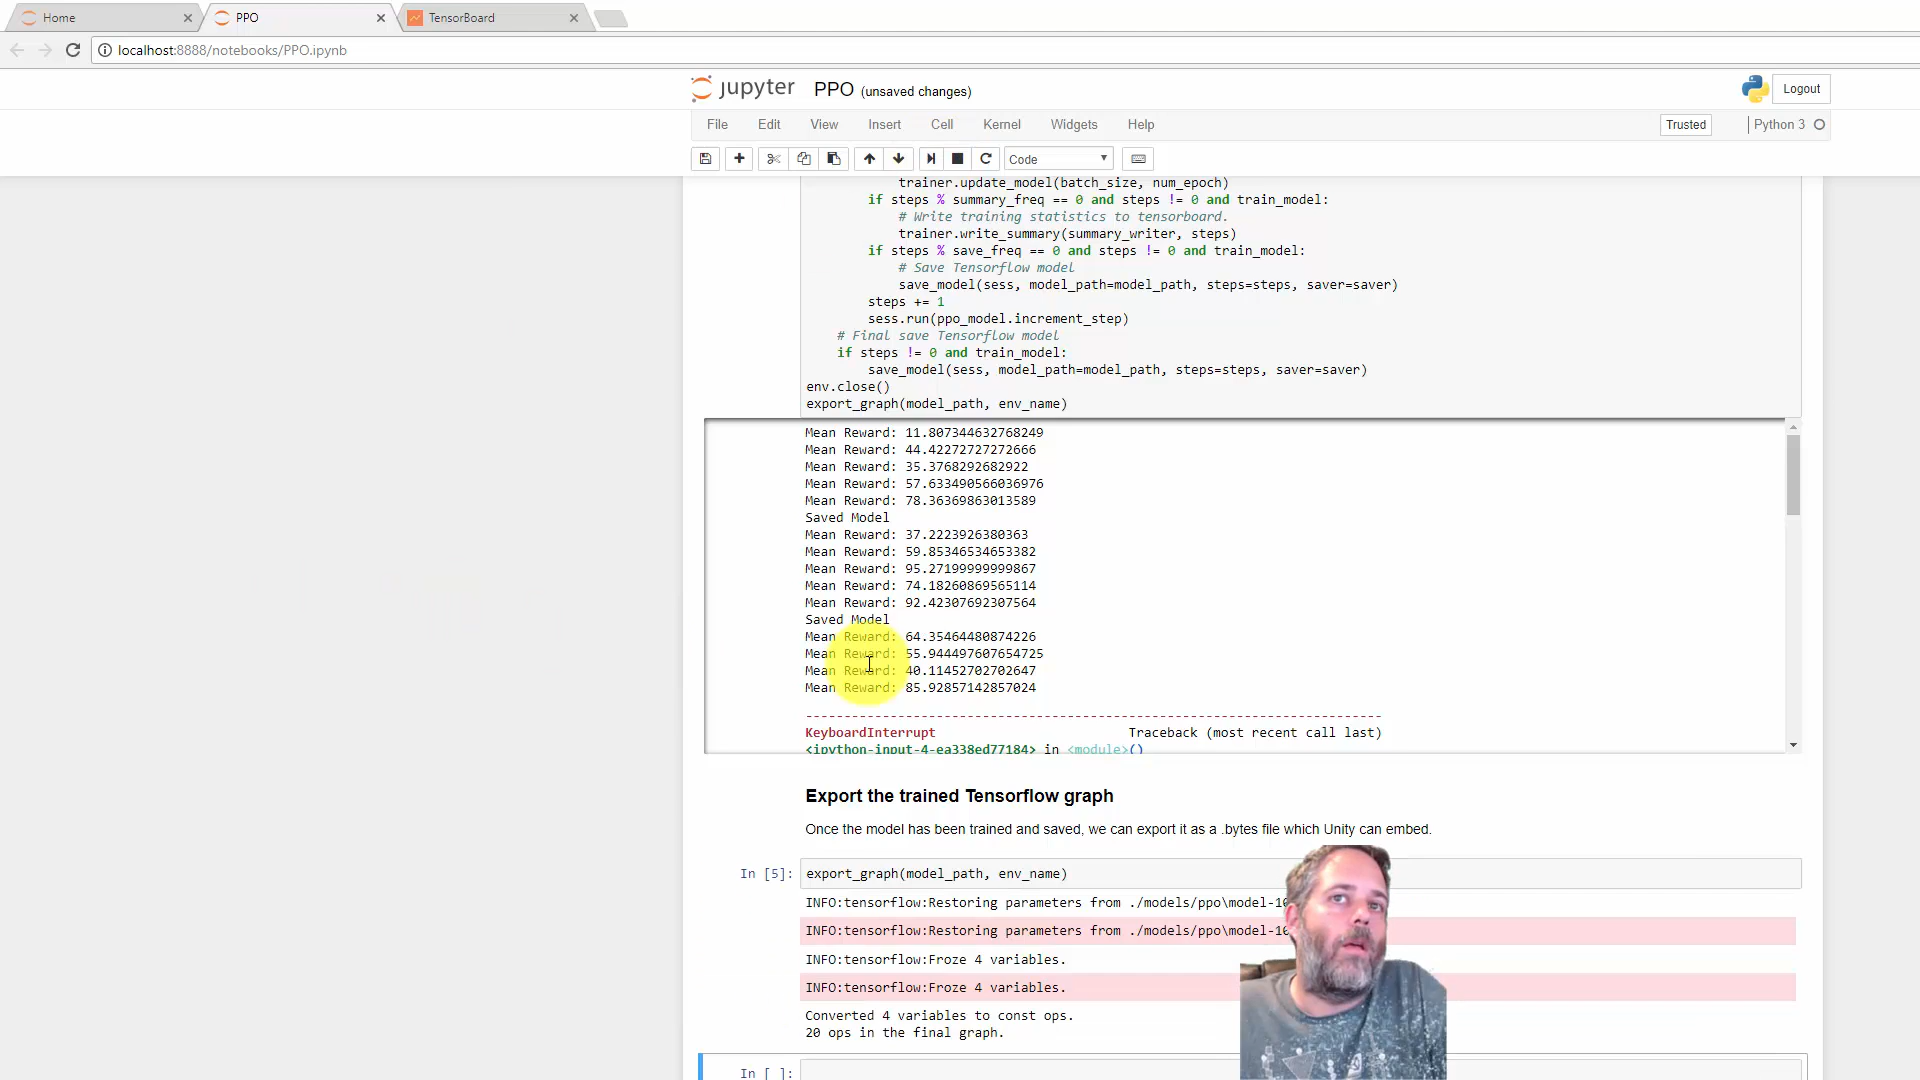 Home
PPO
TensorBoard
localhost:8888/notebooks/PPO.ipynb
jupyter PPO (unsaved changes)
Logout
File Edit View Insert Cell Kernel Widgets Help
Trusted Python 3
Code
trainer.update_model(batch_size, num_epoch)
if steps % summary_freq == 0 and steps != 0 and train_model:
# Write training statistics to tensorboard.
trainer.write_summary(summary_writer, steps)
if steps % save_freq == 0 and steps != 0 and train_model:
# Save Tensorflow model
save_model(sess, model_path=model_path, steps=steps, saver=saver)
steps += 1
sess.run(ppo_model.increment_step)
# Final save Tensorflow model
if steps != 0 and train_model:
save_model(sess, model_path=model_path, steps=steps, saver=saver)
env.close()
export_graph(model_path, env_name)
Mean Reward: 11.807344632768249
Mean Reward: 44.42272727272666
Mean Reward: 35.3768292682922
Mean Reward: 57.633490566036976
Mean Reward: 78.36369863013589
Saved Model
Mean Reward: 37.2223926380363
Mean Reward: 59.85346534653382
Mean Reward: 95.27199999999867
Mean Reward: 74.18260869565114
Mean Reward: 92.42307692307564
Saved Model
Mean Reward: 64.35464480874226
Mean Reward: 55.944497607654725
Mean Reward: 40.11452702702647
Mean Reward: 85.92857142857024
---------------------------------------------------------------------------
KeyboardInterrupt Traceback (most recent call last)
<ipython-input-4-ea338ed77184> in <module>()
Export the trained Tensorflow graph
Once the model has been trained and saved, we can export it as a .bytes file which Unity can embed.
In [5]: export_graph(model_path, env_name)
INFO:tensorflow:Restoring parameters from ./models/ppo\model-10
INFO:tensorflow:Restoring parameters from ./models/ppo\model-10
INFO:tensorflow:Froze 4 variables.
INFO:tensorflow:Froze 4 variables.
Converted 4 variables to const ops.
20 ops in the final graph.
In [ ]: